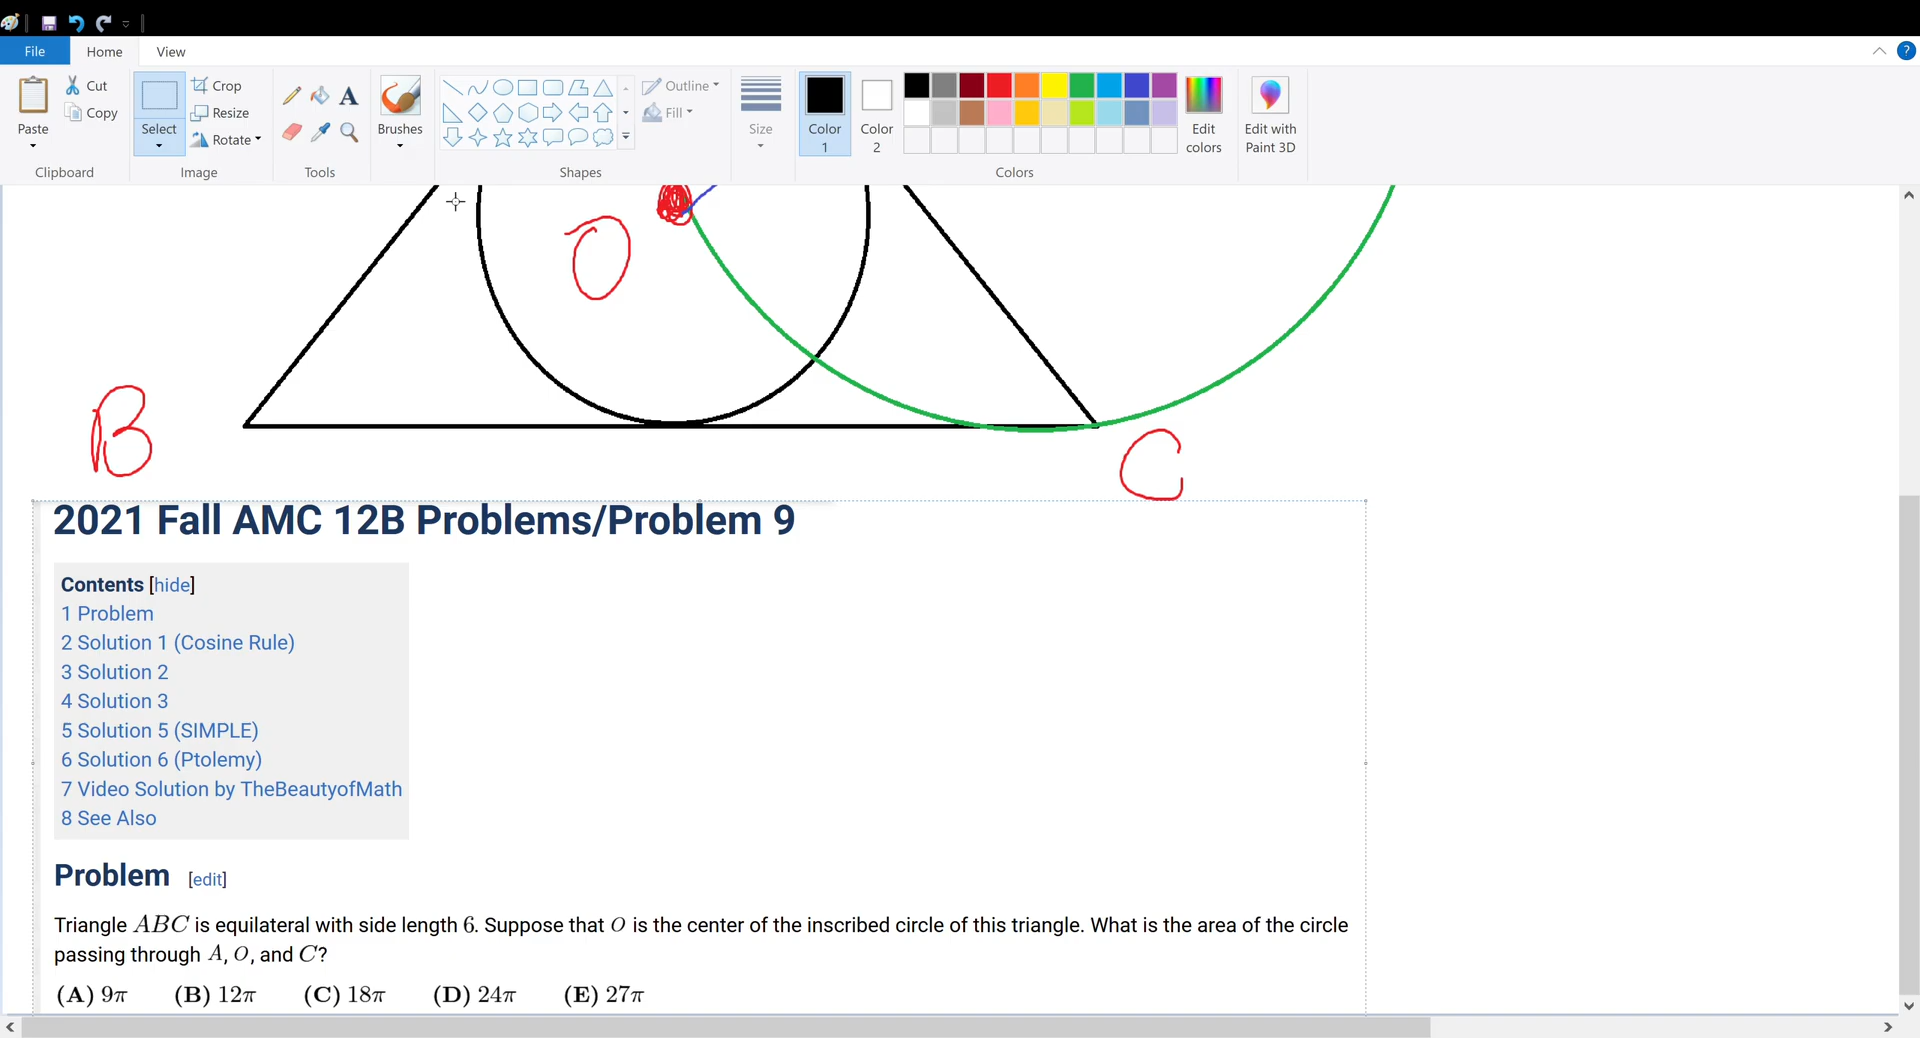 File Home View
Paste Cut Copy Clipboard
Select Crop Resize Rotate Image
Tools
Brushes
Shapes
Outline Fill
Size
Color 1 Color 2 Edit colors Colors
Edit with Paint 3D
?
A
O
B
C
2021 Fall AMC 12B Problems/Problem 9
Contents [hide]
1 Problem
2 Solution 1 (Cosine Rule)
3 Solution 2
4 Solution 3
5 Solution 5 (SIMPLE)
6 Solution 6 (Ptolemy)
7 Video Solution by TheBeautyofMath
8 See Also
Problem [edit]
Triangle ABC is equilateral with side length 6. Suppose that O is the center of the inscribed circle of this triangle. What is the area of the circle
passing through A, O, and C?
(A) 9π (B) 12π (C) 18π (D) 24π (E) 27π